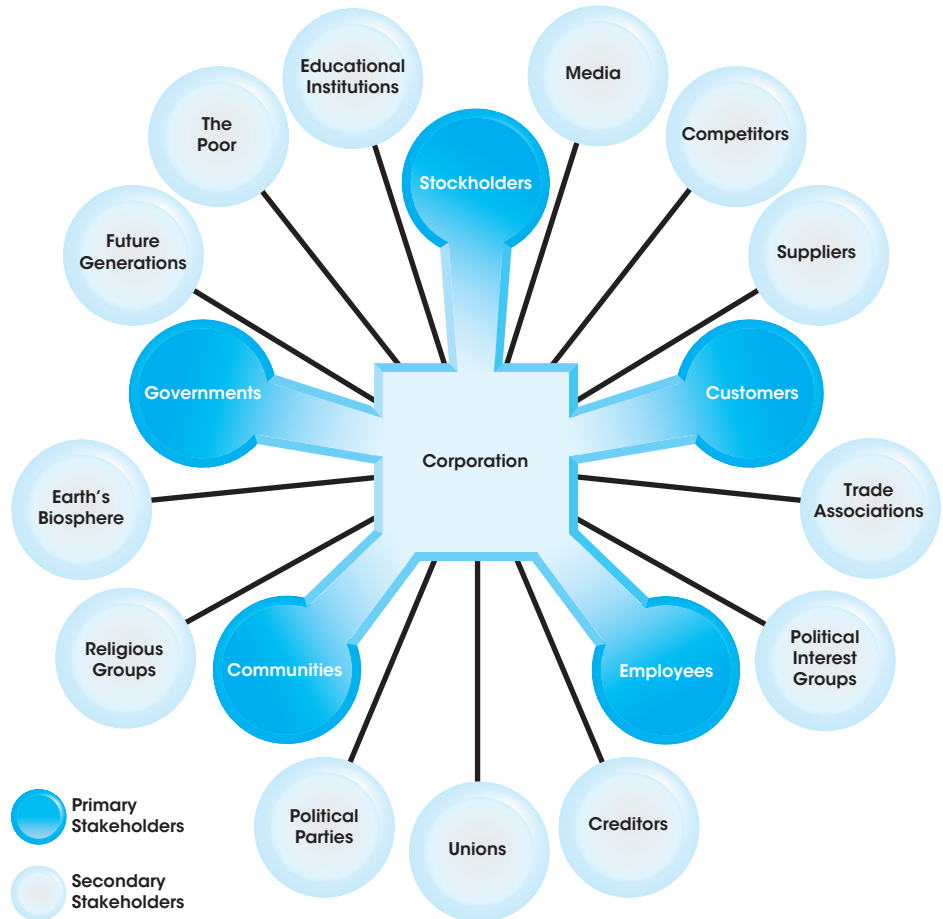 Educational
Institutions
Media
The
Poor
Competitors
Stockholders
Future
Generations
Suppliers
Governments
Customers
Corporation
Earth’s
Biosphere
Trade
Associations
Religious
Groups
Communities
Employees
Political
Interest
Groups
Political
Parties
Unions
Creditors
Primary
Stakeholders
Secondary
Stakeholders